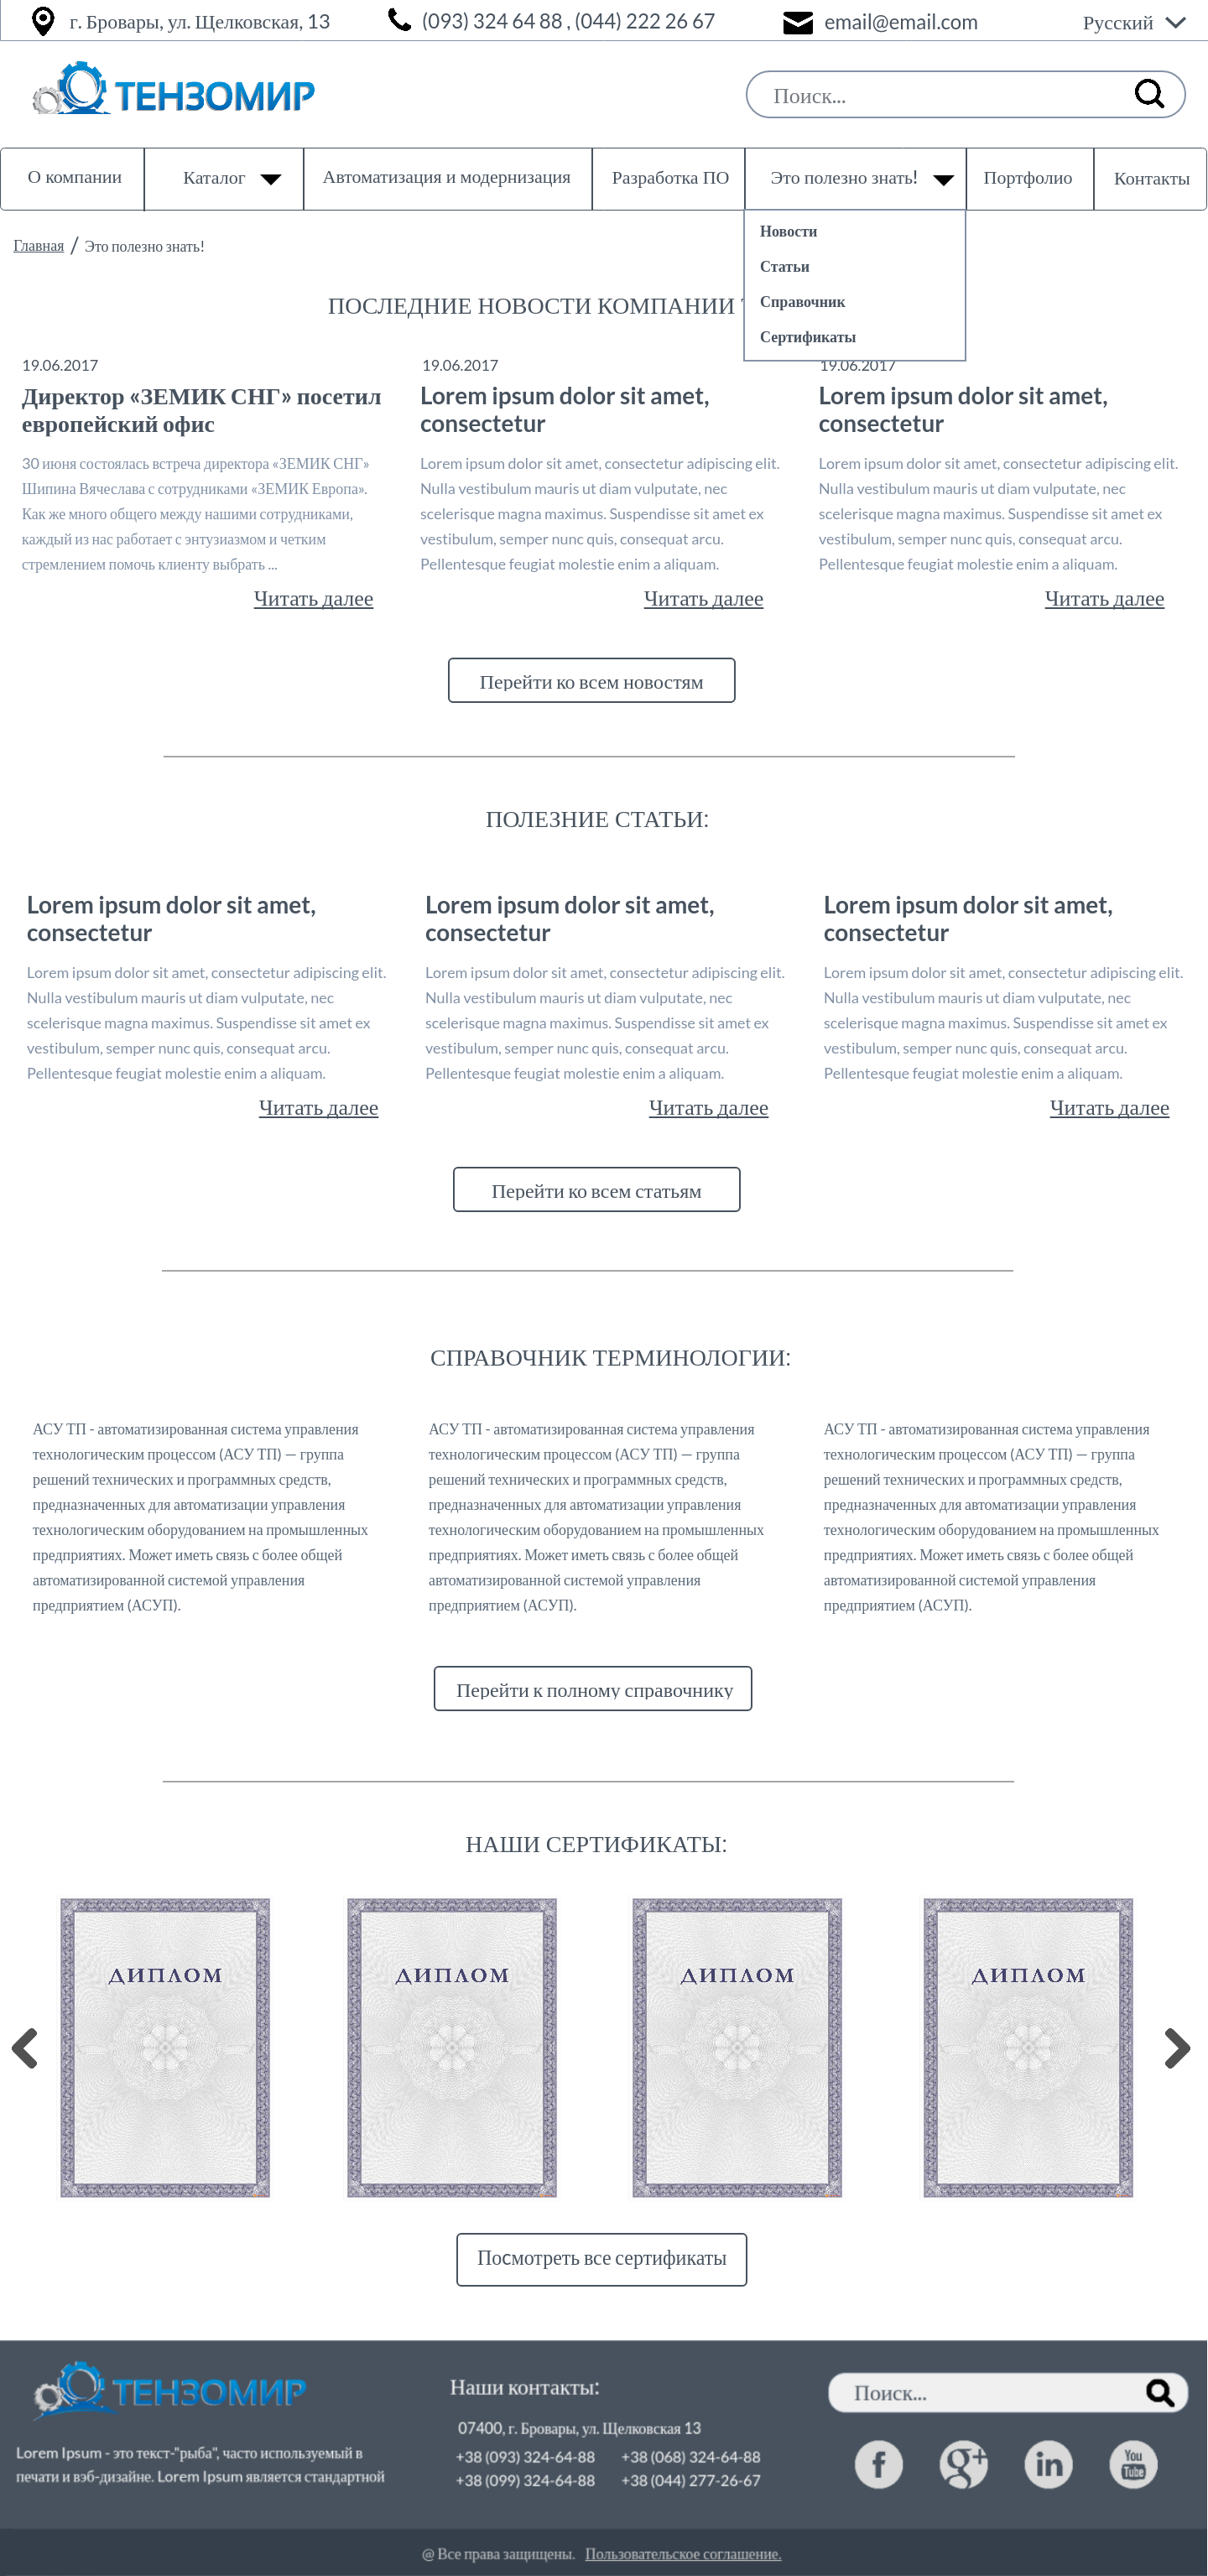 г. Бровары, ул. Щелковская, 13
(093) 324 64 88 , (044) 222 26 67
email@email.com
Русский
ТЕНЗОМИР
Поиск...
О компании
Каталог
Автоматизация и модернизация
Разработка ПО
Это полезно знать!
Портфолио
Контакты
Новости
Статьи
Справочник
Сертификаты
Главная / Это полезно знать!
ПОСЛЕДНИЕ НОВОСТИ КОМПАНИИ
19.06.2017
Директор «ЗЕМИК СНГ» посетил
европейский офис
30 июня состоялась встреча директора «ЗЕМИК СНГ»
Шипина Вячеслава с сотрудниками «ЗЕМИК Европа».
Как же много общего между нашими сотрудниками,
каждый из нас работает с энтузиазмом и четким
стремлением помочь клиенту выбрать ...
Читать далее
19.06.2017
Lorem ipsum dolor sit amet,
consectetur
Lorem ipsum dolor sit amet, consectetur adipiscing elit.
Nulla vestibulum mauris ut diam vulputate, nec
scelerisque magna maximus. Suspendisse sit amet ex
vestibulum, semper nunc quis, consequat arcu.
Pellentesque feugiat molestie enim a aliquam.
Читать далее
19.06.2017
Lorem ipsum dolor sit amet,
consectetur
Lorem ipsum dolor sit amet, consectetur adipiscing elit.
Nulla vestibulum mauris ut diam vulputate, nec
scelerisque magna maximus. Suspendisse sit amet ex
vestibulum, semper nunc quis, consequat arcu.
Pellentesque feugiat molestie enim a aliquam.
Читать далее
Перейти ко всем новостям
ПОЛЕЗНИЕ СТАТЬИ:
Lorem ipsum dolor sit amet,
consectetur
Lorem ipsum dolor sit amet, consectetur adipiscing elit.
Nulla vestibulum mauris ut diam vulputate, nec
scelerisque magna maximus. Suspendisse sit amet ex
vestibulum, semper nunc quis, consequat arcu.
Pellentesque feugiat molestie enim a aliquam.
Читать далее
Lorem ipsum dolor sit amet,
consectetur
Lorem ipsum dolor sit amet, consectetur adipiscing elit.
Nulla vestibulum mauris ut diam vulputate, nec
scelerisque magna maximus. Suspendisse sit amet ex
vestibulum, semper nunc quis, consequat arcu.
Pellentesque feugiat molestie enim a aliquam.
Читать далее
Lorem ipsum dolor sit amet,
consectetur
Lorem ipsum dolor sit amet, consectetur adipiscing elit.
Nulla vestibulum mauris ut diam vulputate, nec
scelerisque magna maximus. Suspendisse sit amet ex
vestibulum, semper nunc quis, consequat arcu.
Pellentesque feugiat molestie enim a aliquam.
Читать далее
Перейти ко всем статьям
СПРАВОЧНИК ТЕРМИНОЛОГИИ:
АСУ ТП - автоматизированная система управления
технологическим процессом (АСУ ТП) — группа
решений технических и программных средств,
предназначенных для автоматизации управления
технологическим оборудованием на промышленных
предприятиях. Может иметь связь с более общей
автоматизированной системой управления
предприятием (АСУП).
АСУ ТП - автоматизированная система управления
технологическим процессом (АСУ ТП) — группа
решений технических и программных средств,
предназначенных для автоматизации управления
технологическим оборудованием на промышленных
предприятиях. Может иметь связь с более общей
автоматизированной системой управления
предприятием (АСУП).
АСУ ТП - автоматизированная система управления
технологическим процессом (АСУ ТП) — группа
решений технических и программных средств,
предназначенных для автоматизации управления
технологическим оборудованием на промышленных
предприятиях. Может иметь связь с более общей
автоматизированной системой управления
предприятием (АСУП).
Перейти к полному справочнику
НАШИ СЕРТИФИКАТЫ:
ДИПЛОМ
ДИПЛОМ
ДИПЛОМ
ДИПЛОМ
Посмотреть все сертификаты
ТЕНЗОМИР
Lorem Ipsum - это текст-"рыба", часто используемый в
печати и вэб-дизайне. Lorem Ipsum является стандартной
Наши контакты:
07400, г. Бровары, ул. Щелковская 13
+38 (093) 324-64-88 +38 (068) 324-64-88
+38 (099) 324-64-88 +38 (044) 277-26-67
Поиск...
f
g+
in
You
Tube
@ Все права защищены. Пользовательское соглашение.